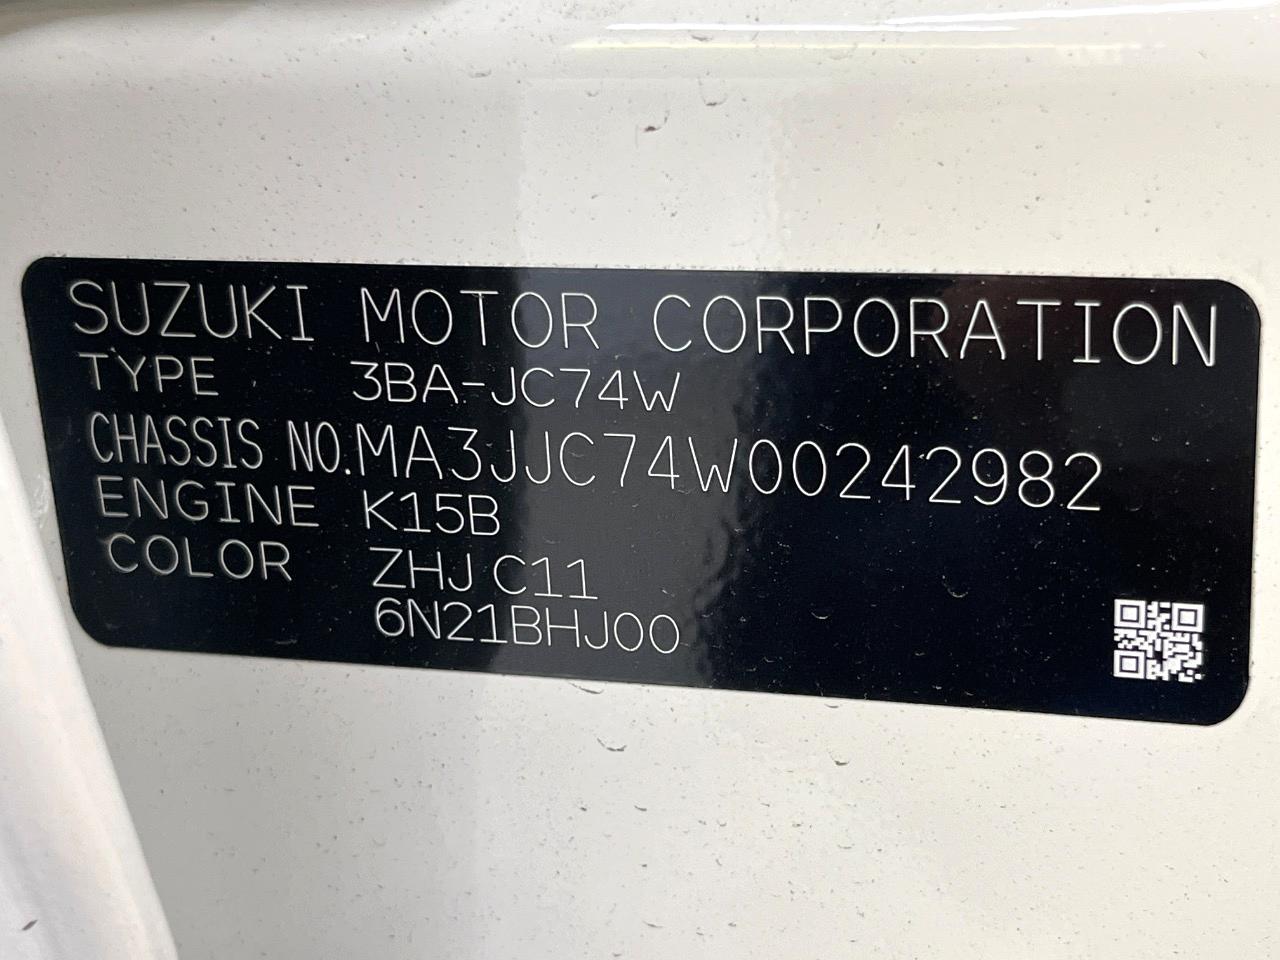 SUZUKI MOTOR CORPORATION
TYPE 3BA-JC74W
CHASSIS NO. MA3JJC74W00242982
ENGINE K15B
COLOR ZHJ C11
6N21BHJ00